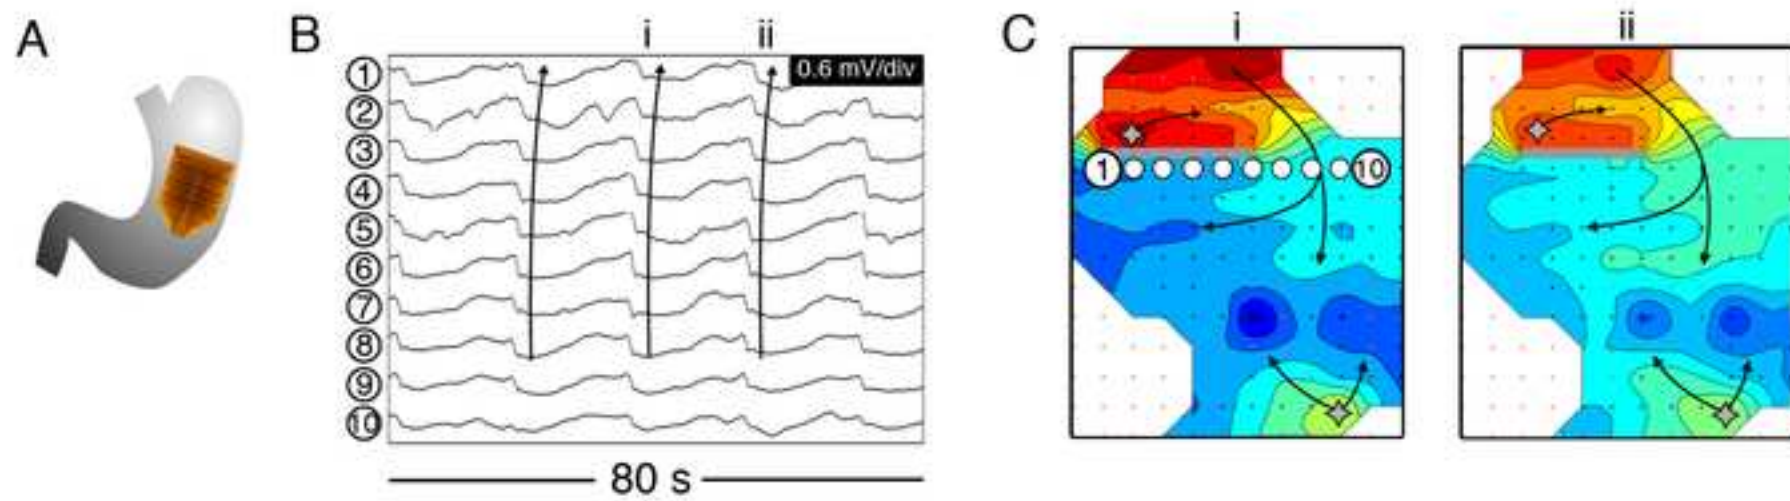 A
B
i
ii
C
i
ii
① 0.6 mV/div
②
③
④
⑤
⑥
⑦
⑧
⑨
⑩
80 s
① ⑩